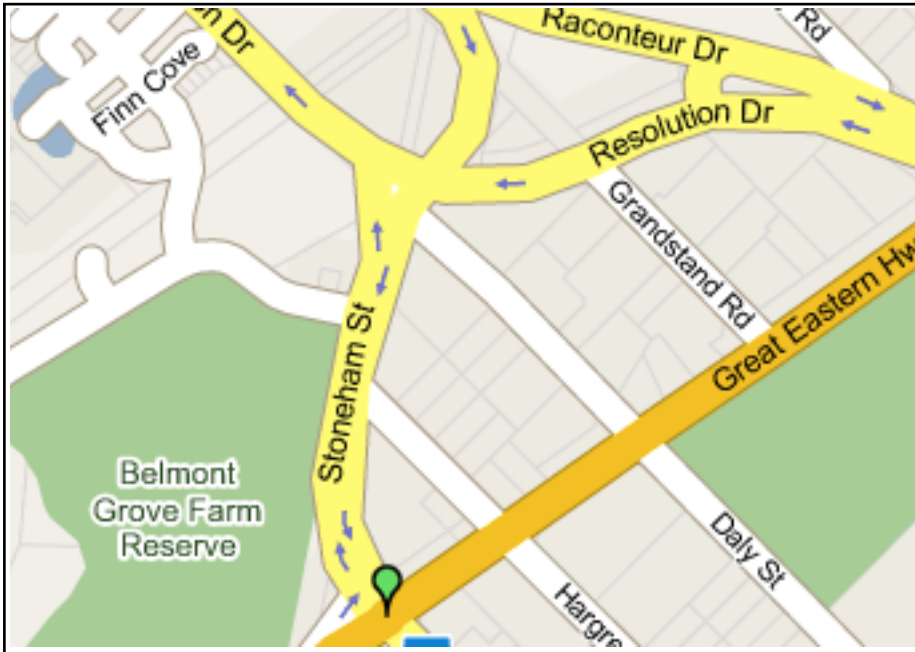 on Dr
Raconteur Dr
Rd
Finn Cove
Resolution Dr
Grandstand Rd
Great Eastern Hw
Stoneham St
Belmont
Grove Farm
Reserve
Daly St
Hargre